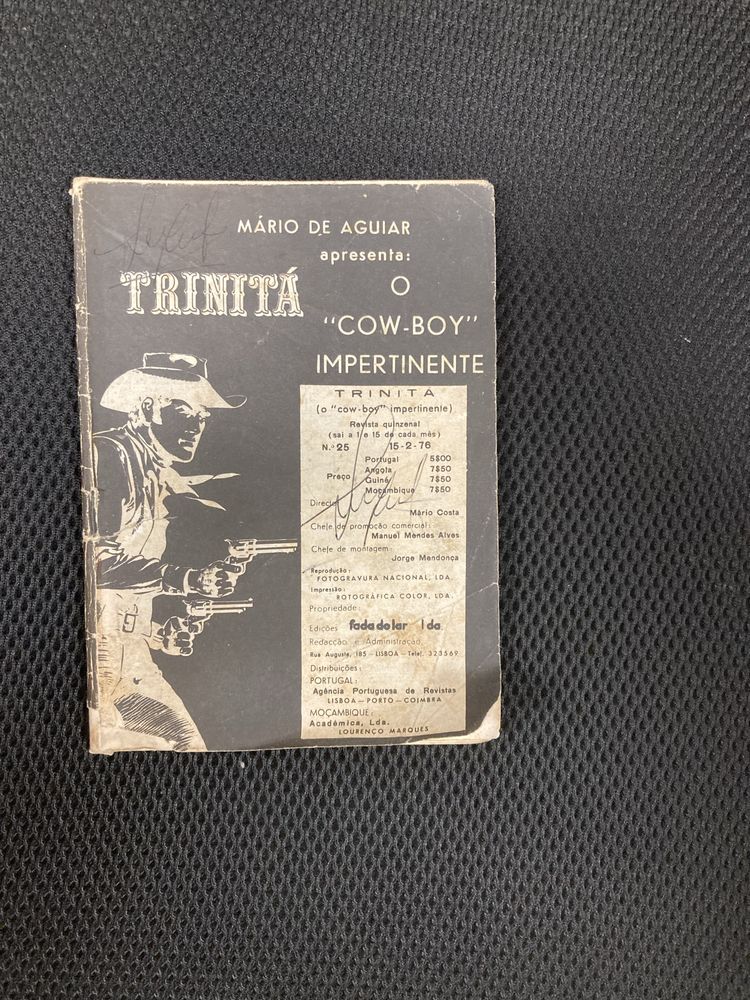 MÁRIO DE AGUIAR
apresenta:
TRINITÁ
O
"COW-BOY"
IMPERTINENTE
TRINITÁ
(o "cow-boy" impertinente)
Revista quinzenal
(sai a 1 e 15 de cada mês)
N.º 25 15-2-76
Preço
Portugal 5$00
Angola 7$50
Guiné 7$50
Moçambique 7$50
Mário Costa
Chefe de promoção comercial:
Manuel Mendes Alves
Chefe de montagem:
Jorge Mendonça
Reprodução:
FOTOGRAVURA NACIONAL, LDA.
Impressão:
ROTOGRÁFICA COLOR, LDA.
Propriedade:
Edições fada do lar lda
Redacção e Administração:
Rua Augusta, 185 — LISBOA — Telef. 323569
Distribuïções:
PORTUGAL:
Agência Portuguesa de Revistas
LISBOA — PORTO — COIMBRA
MOÇAMBIQUE:
Académica, Lda.
LOURENÇO MARQUES